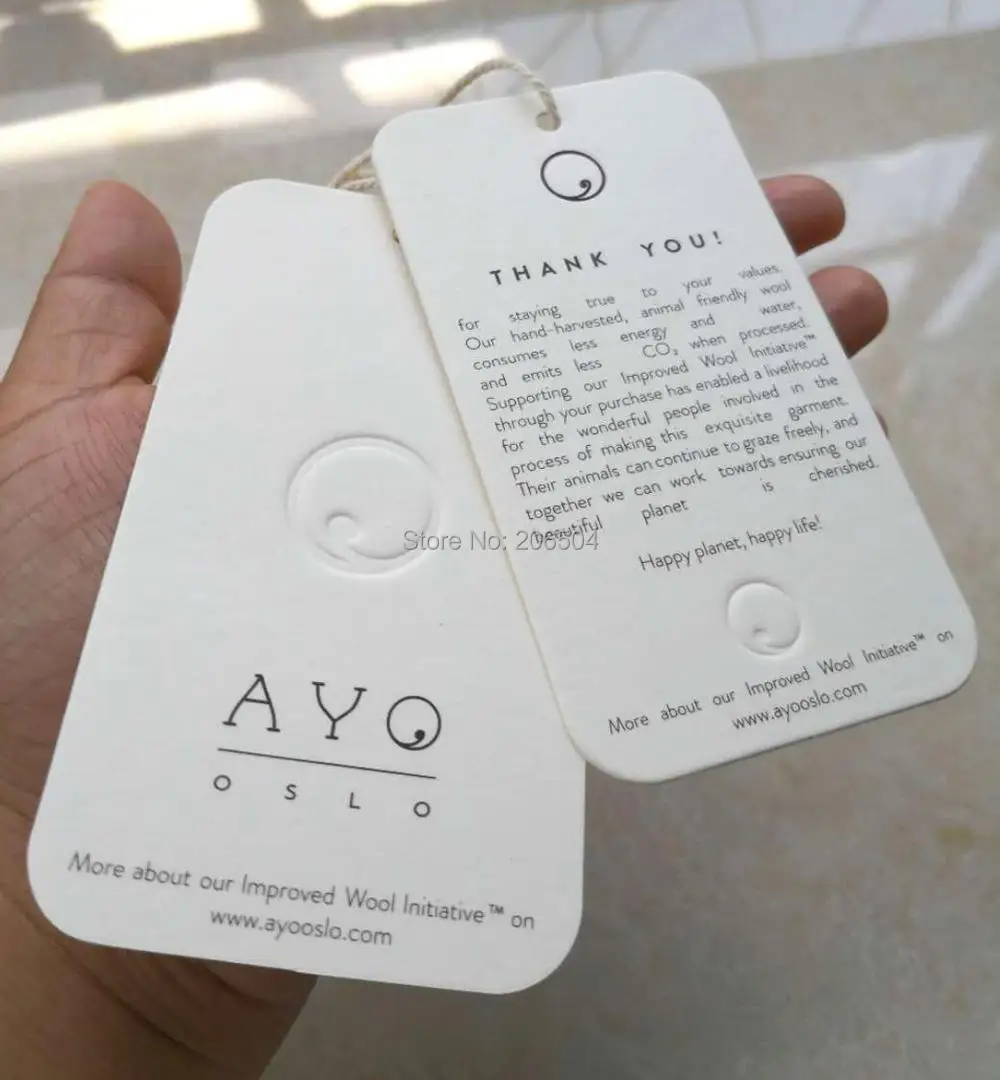 THANK YOU!
for staying true to your values.
Our hand-harvested, animal friendly wool
consumes less energy and water,
and emits less CO₂ when processed.
Supporting our Improved Wool Initiative™
through your purchase has enabled a livelihood
for the wonderful people involved in the
process of making this exquisite garment.
Their animals can continue to graze freely, and
together we can work towards ensuring our
beautiful planet is cherished.
Happy planet, happy life!
More about our Improved Wool Initiative™ on
www.ayooslo.com
Store No: 206504
AYO
OSLO
More about our Improved Wool Initiative™ on
www.ayooslo.com